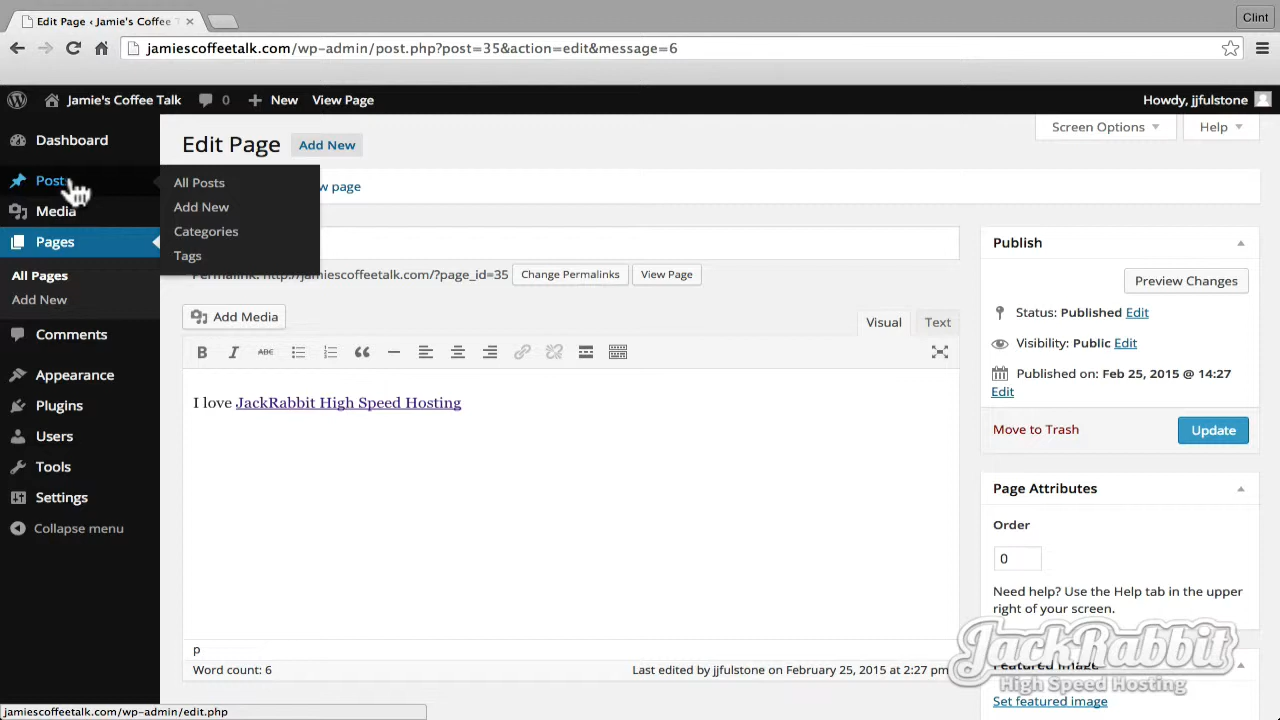 Edit Page ‹ Jamie's Coffee T
Clint
jamiescoffeetalk.com/wp-admin/post.php?post=35&action=edit&message=6
Jamie's Coffee Talk 0 New View Page Howdy, jjfulstone
Dashboard
Posts
Media
Pages
All Pages
Add New
Comments
Appearance
Plugins
Users
Tools
Settings
Collapse menu
All Posts
Add New
Categories
Tags
Screen Options Help
Edit Page Add New
page
Permalink: http://jamiescoffeetalk.com/?page_id=35 Change Permalinks View Page
Add Media
Visual Text
B I ABC
I love JackRabbit High Speed Hosting
p
Word count: 6 Last edited by jjfulstone on February 25, 2015 at 2:27 pm
Publish
Preview Changes
Status: Published Edit
Visibility: Public Edit
Published on: Feb 25, 2015 @ 14:27
Edit
Move to Trash Update
Page Attributes
Order
0
Need help? Use the Help tab in the upper
right of your screen.
Featured Image
Set featured image
JackRabbit
High Speed Hosting
jamiescoffeetalk.com/wp-admin/edit.php